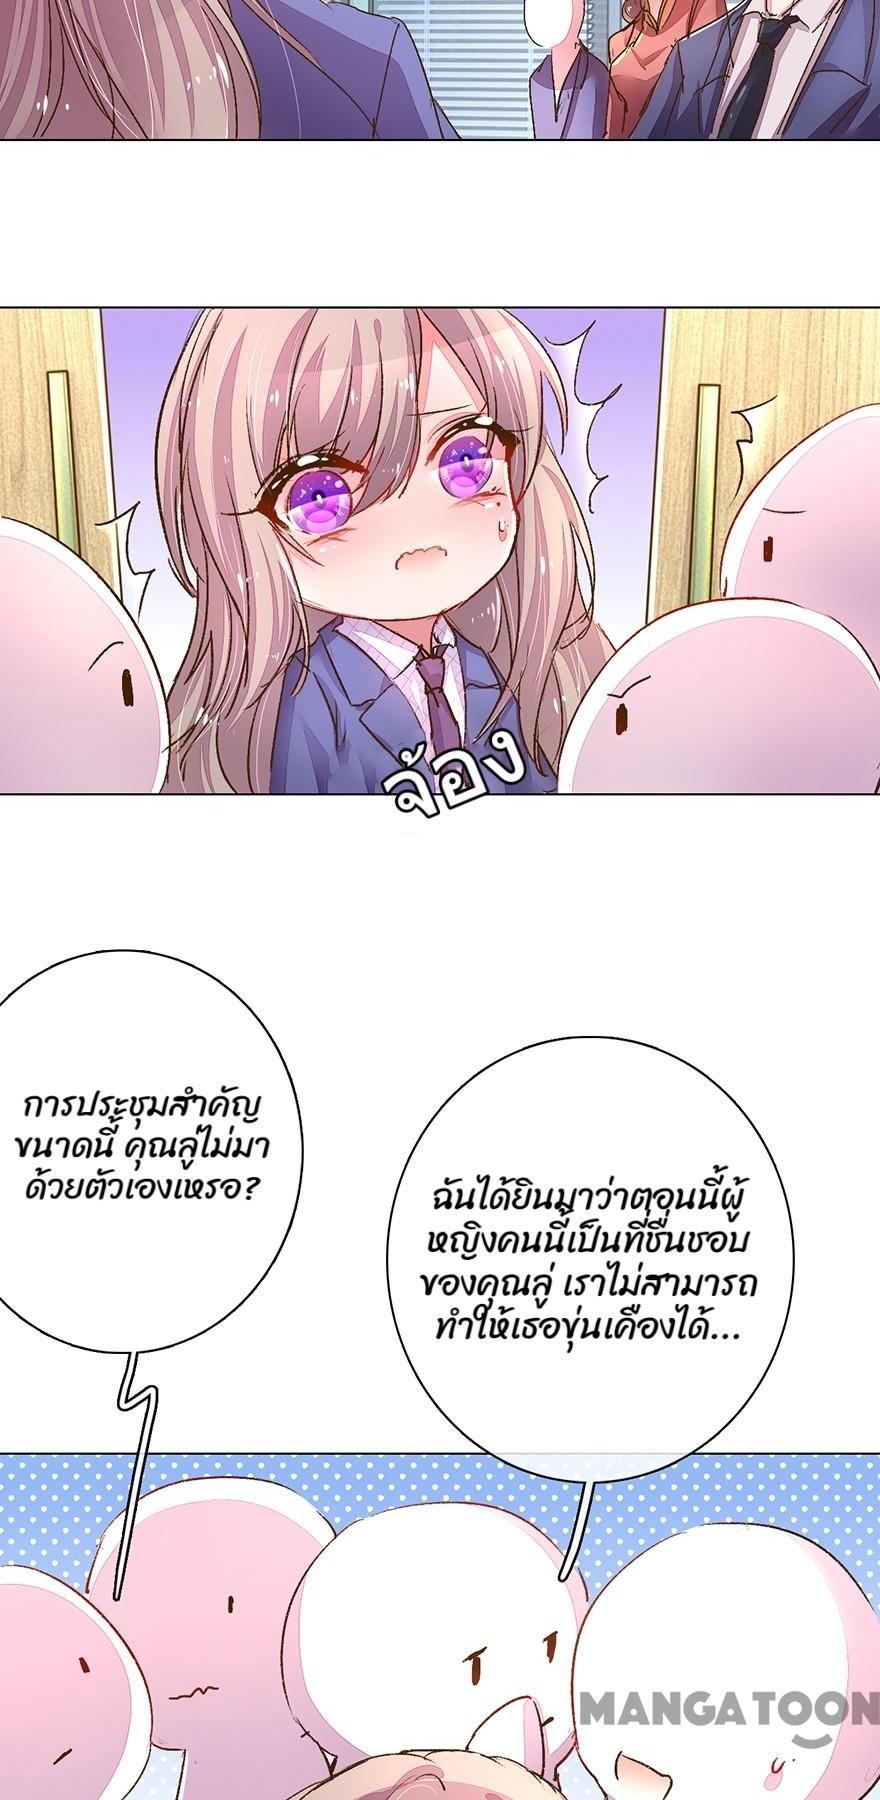 จ้อง
การประชุมสำคัญ
ขนาดนี้ คุณลู่ไม่มา
ด้วยตัวเองเหรอ?
ฉันได้ยินมาว่าตอนนี้ผู้
หญิงคนนี้เป็นที่ชื่นชอบ
ของคุณลู่ เราไม่สามารถ
ทำให้เธอขุ่นเคืองได้...
MANGATOON